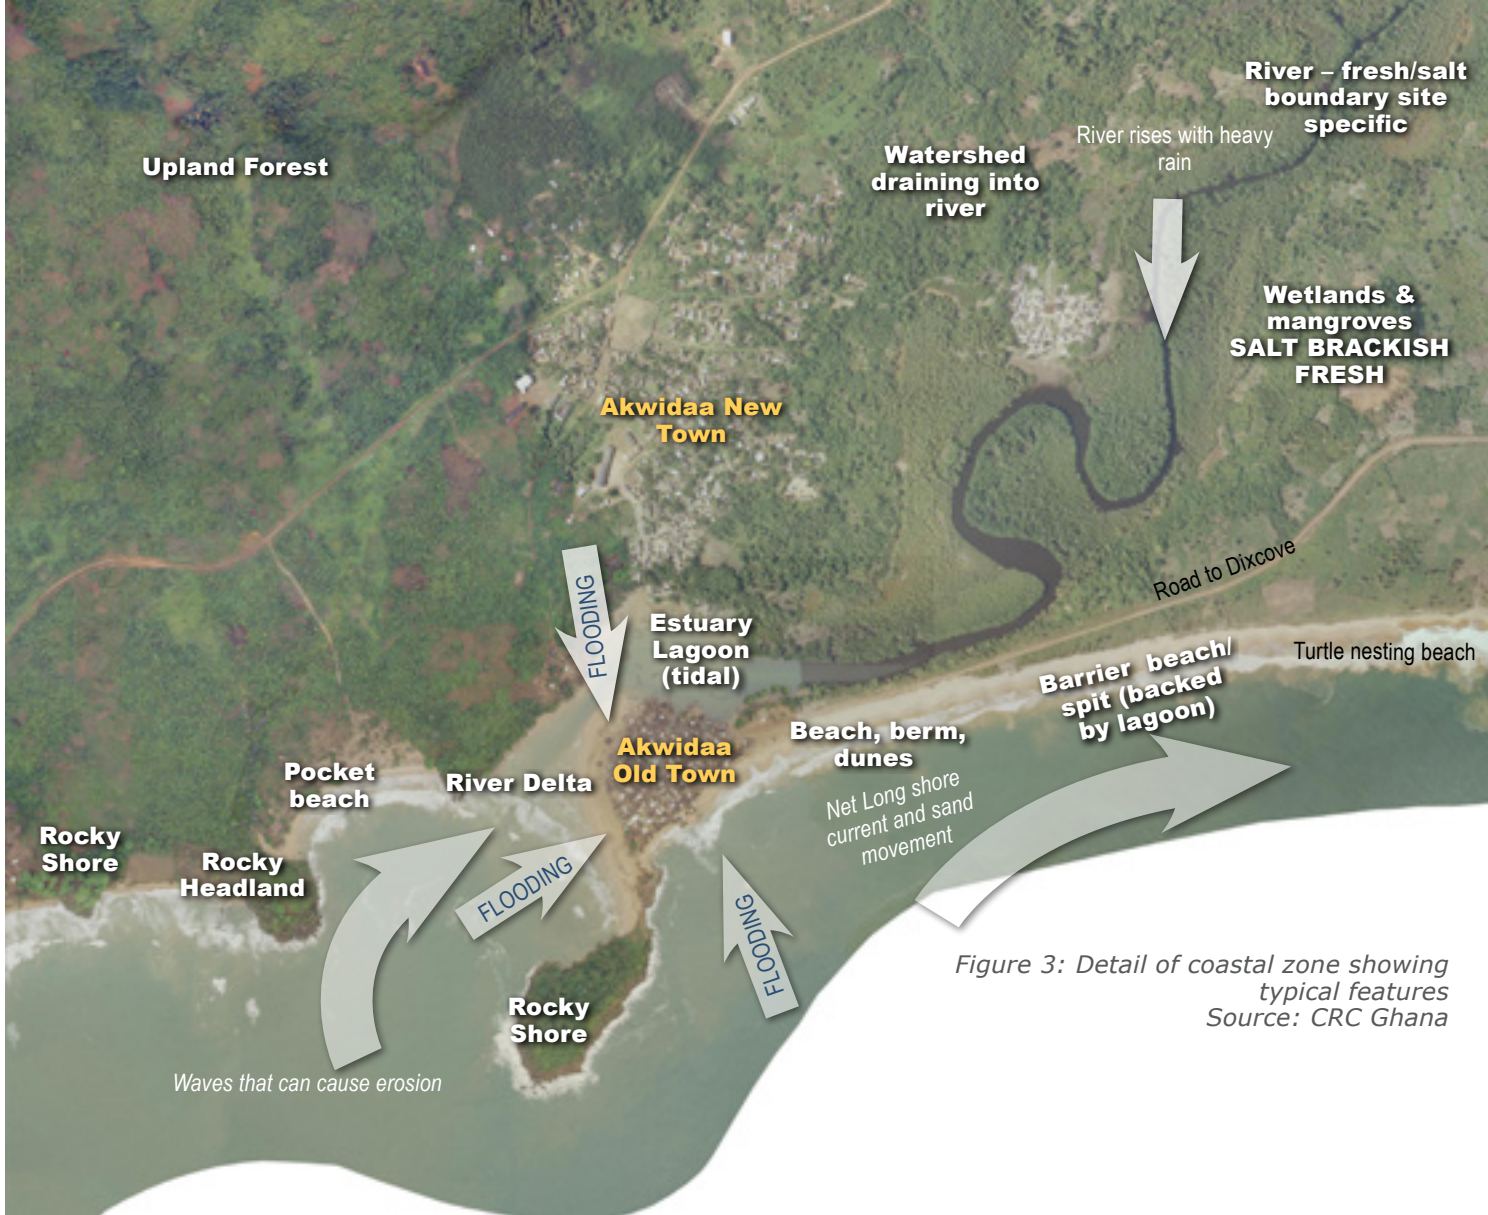 River – fresh/salt
boundary site
specific
River rises with heavy
rain
Watershed
draining into
river
Upland Forest
Wetlands &
mangroves
SALT BRACKISH
FRESH
Akwidaa New
Town
Road to Dixcove
FLOODING
Estuary
Lagoon
(tidal)
Turtle nesting beach
Barrier beach/
spit (backed
by lagoon)
Beach, berm,
dunes
Akwidaa
Old Town
Pocket
beach
River Delta
Net Long shore
current and sand
movement
Rocky
Shore
Rocky
Headland
FLOODING
FLOODING
Rocky
Shore
Waves that can cause erosion
Figure 3: Detail of coastal zone showing
typical features
Source: CRC Ghana